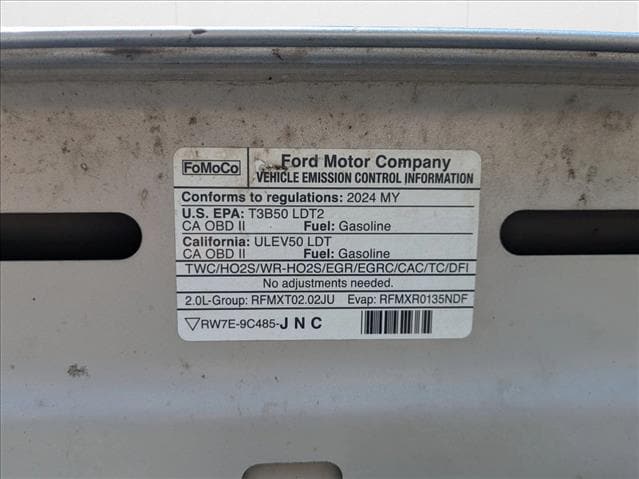 FoMoCo
Ford Motor Company
VEHICLE EMISSION CONTROL INFORMATION
Conforms to regulations: 2024 MY
U.S. EPA: T3B50 LDT2
CA OBD II Fuel: Gasoline
California: ULEV50 LDT
CA OBD II Fuel: Gasoline
TWC/HO2S/WR-HO2S/EGR/EGRC/CAC/TC/DFI
No adjustments needed.
2.0L-Group: RFMXT02.02JU Evap: RFMXR0135NDF
RW7E-9C485-J N C